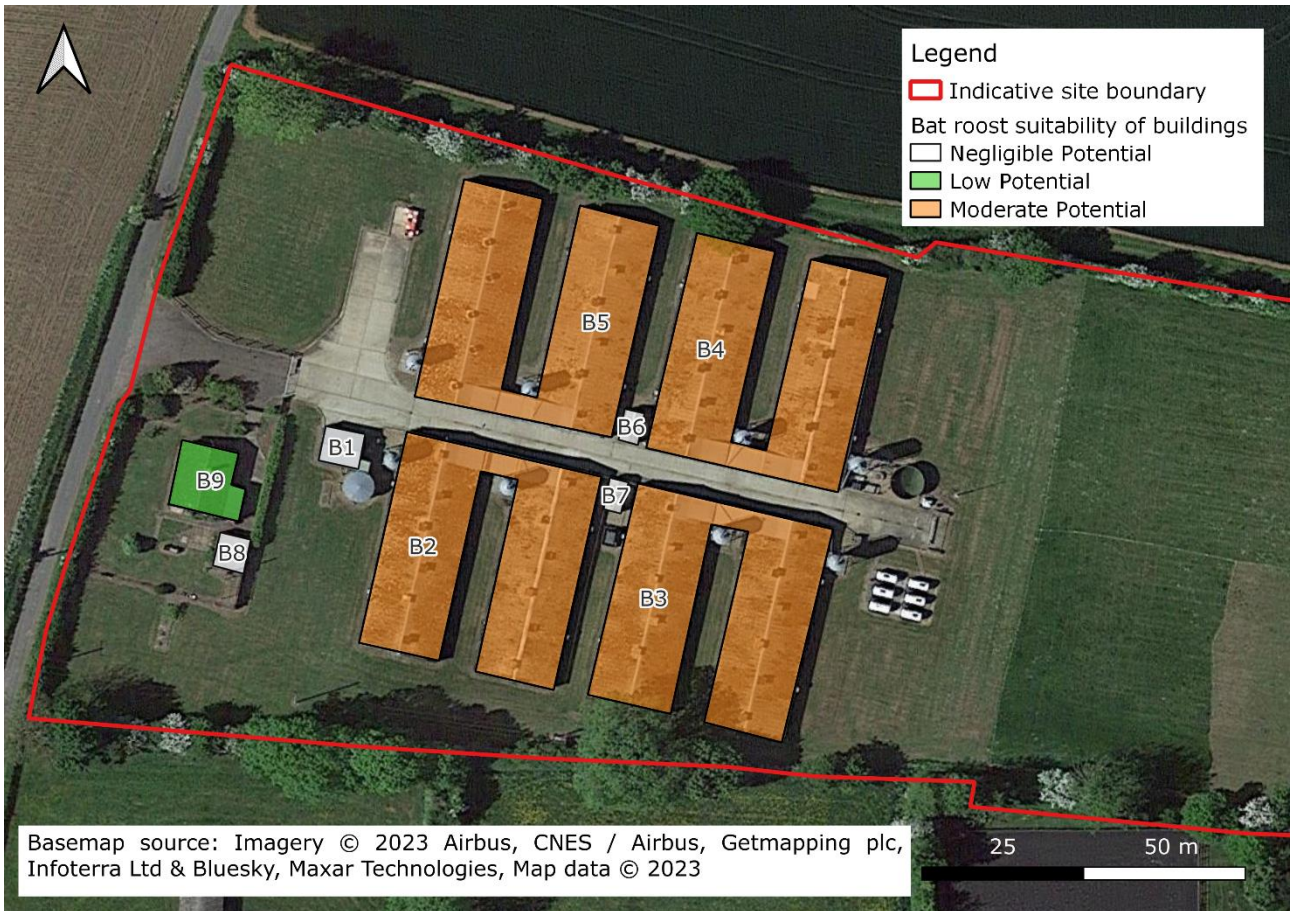 Legend
Indicative site boundary
Bat roost suitability of buildings
Negligible Potential
Low Potential
Moderate Potential
B5
B4
B6
B1
B9
B7
B8
B2
B3
Basemap source: Imagery © 2023 Airbus, CNES / Airbus, Getmapping plc,
Infoterra Ltd & Bluesky, Maxar Technologies, Map data © 2023
25 50 m